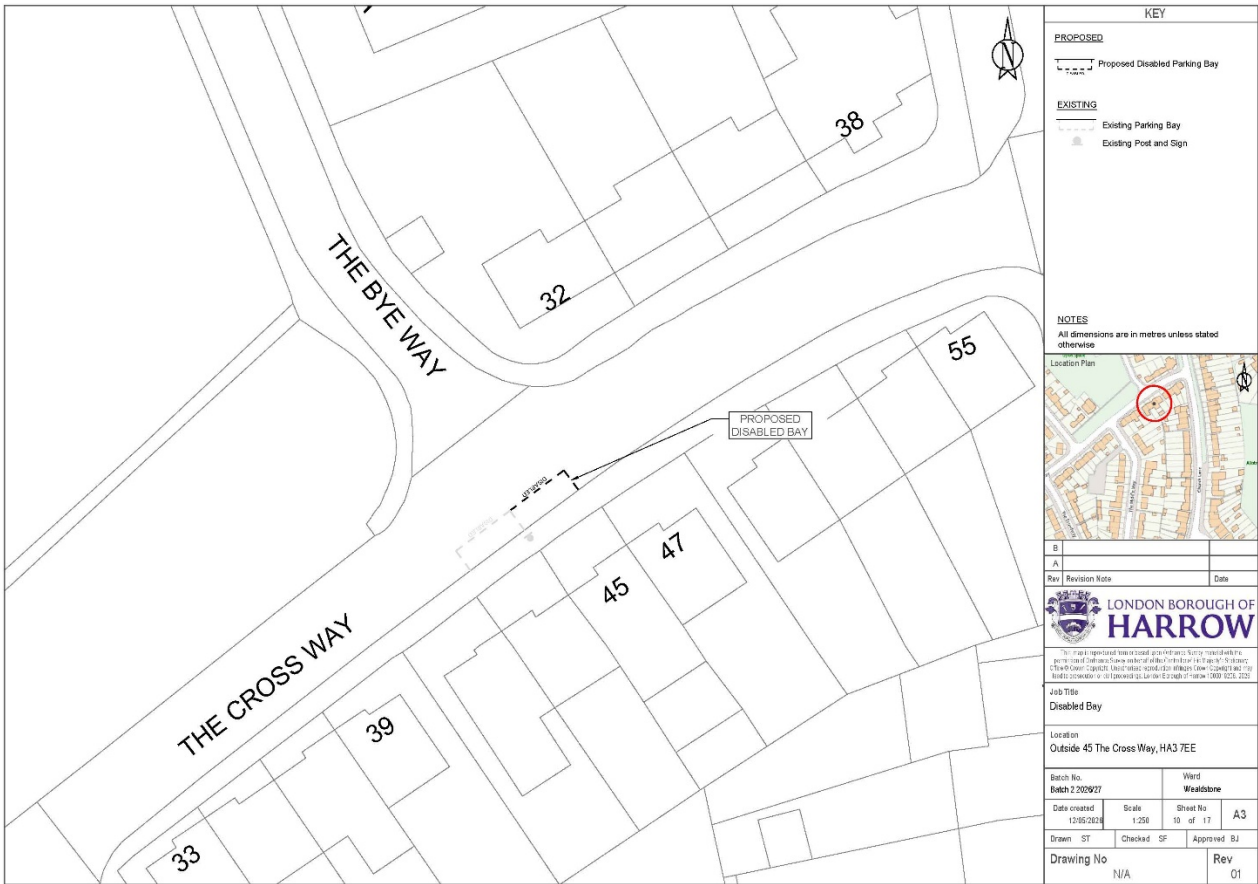 THE BYE WAY
32
38
55
PROPOSED
DISABLED BAY
DISABLED
47
45
THE CROSS WAY
39
33
N
KEY
PROPOSED
Proposed Disabled Parking Bay
EXISTING
Existing Parking Bay
Existing Post and Sign
NOTES
All dimensions are in metres unless stated
otherwise
Location Plan
B
A
Rev Revision Note Date
LONDON BOROUGH OF
HARROW
Job Title
Disabled Bay
Location
Outside 45 The Cross Way, HA3 7EE
Batch No. Ward
Batch 2 2026/27 Wealdstone
Date created Scale Sheet No A3
1:250 10 of 17
Drawn ST Checked SF Approved BJ
Drawing No Rev
N/A 01